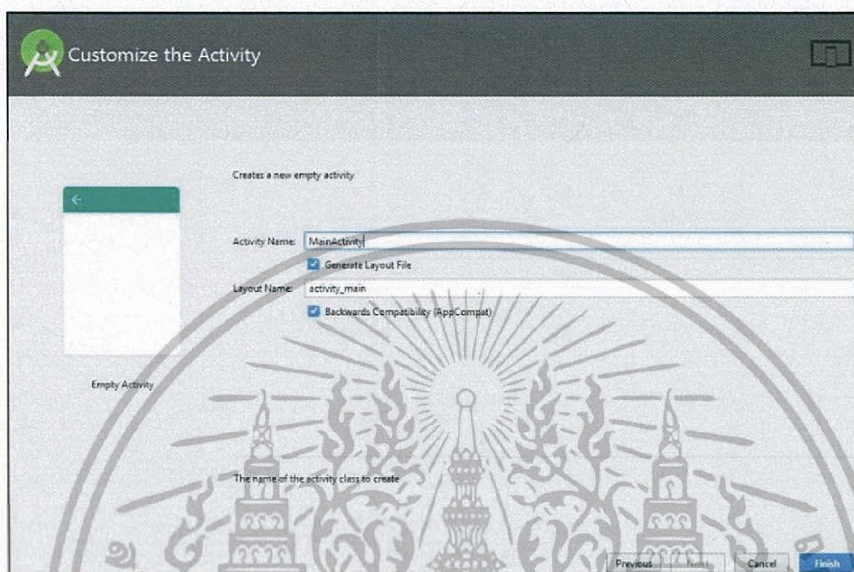 Customize the Activity
Creates a new empty activity
Activity Name: MainActivity
Generate Layout File
Layout Name: activity_main
Backwards Compatibility (AppCompat)
Empty Activity
The name of the activity class to create
Previous Next Cancel Finish